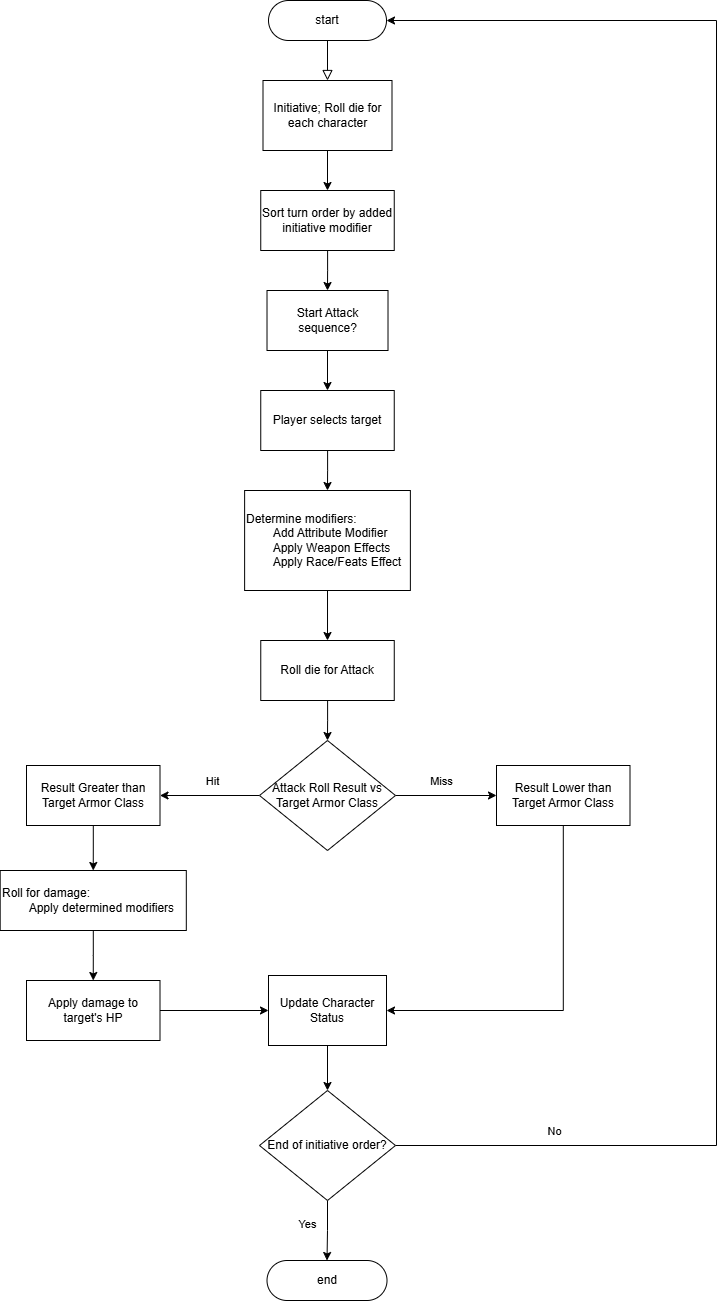 start
Initiative; Roll die for
each character
Sort turn order by added
initiative modifier
Start Attack
sequence?
Player selects target
Determine modifiers:
Add Attribute Modifier
Apply Weapon Effects
Apply Race/Feats Effect
Roll die for Attack
Attack Roll Result vs
Target Armor Class
Hit
Miss
Result Greater than
Target Armor Class
Result Lower than
Target Armor Class
Roll for damage:
Apply determined modifiers
Apply damage to
target's HP
Update Character
Status
End of initiative order?
No
Yes
end